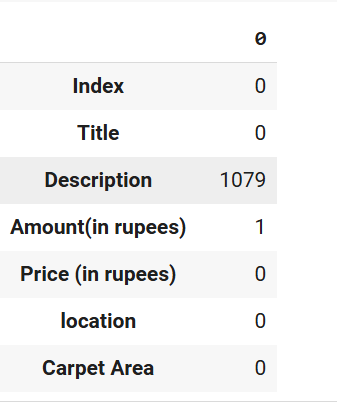 0
Index 0
Title 0
Description 1079
Amount(in rupees) 1
Price (in rupees) 0
location 0
Carpet Area 0